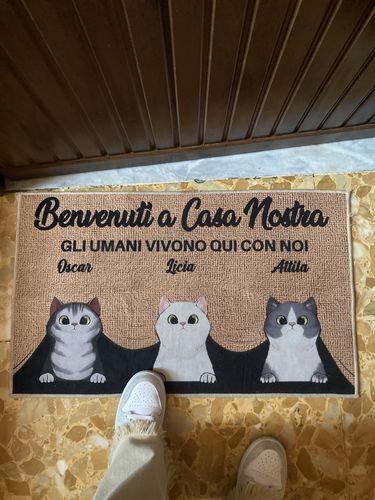 Benvenuti a Casa Nostra
GLI UMANI VIVONO QUI CON NOI
Oscar Licia Attila